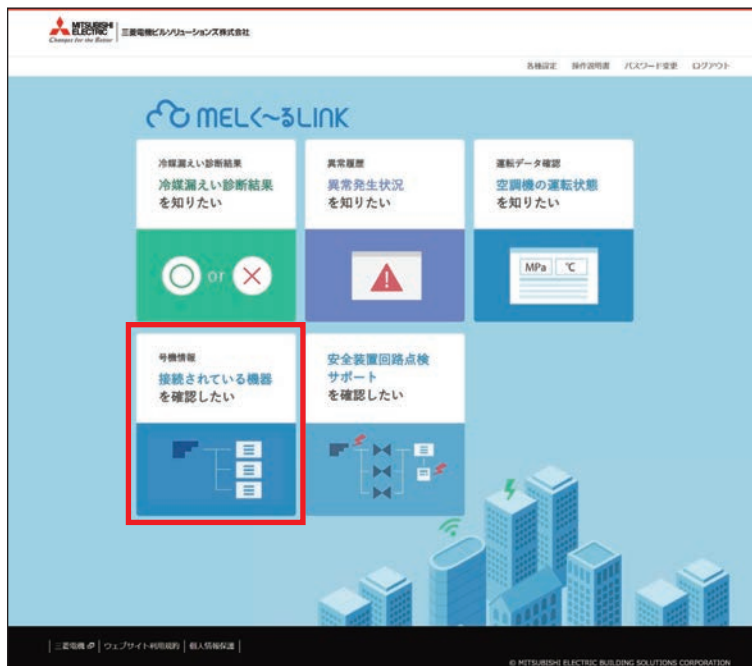 MITSUBISHI
ELECTRIC
Changes for the Better
三菱電機ビルソリューションズ株式会社
各種設定 操作説明書 パスワード変更 ログアウト
MELく〜るLINK
冷媒漏えい診断結果
冷媒漏えい診断結果
を知りたい
or
異常履歴
異常発生状況
を知りたい
運転データ確認
空調機の運転状態
を知りたい
MPa ℃
号機情報
接続されている機器
を確認したい
安全装置回路点検
サポート
を確認したい
三菱電機 ウェブサイト利用規約 個人情報保護
© MITSUBISHI ELECTRIC BUILDING SOLUTIONS CORPORATION